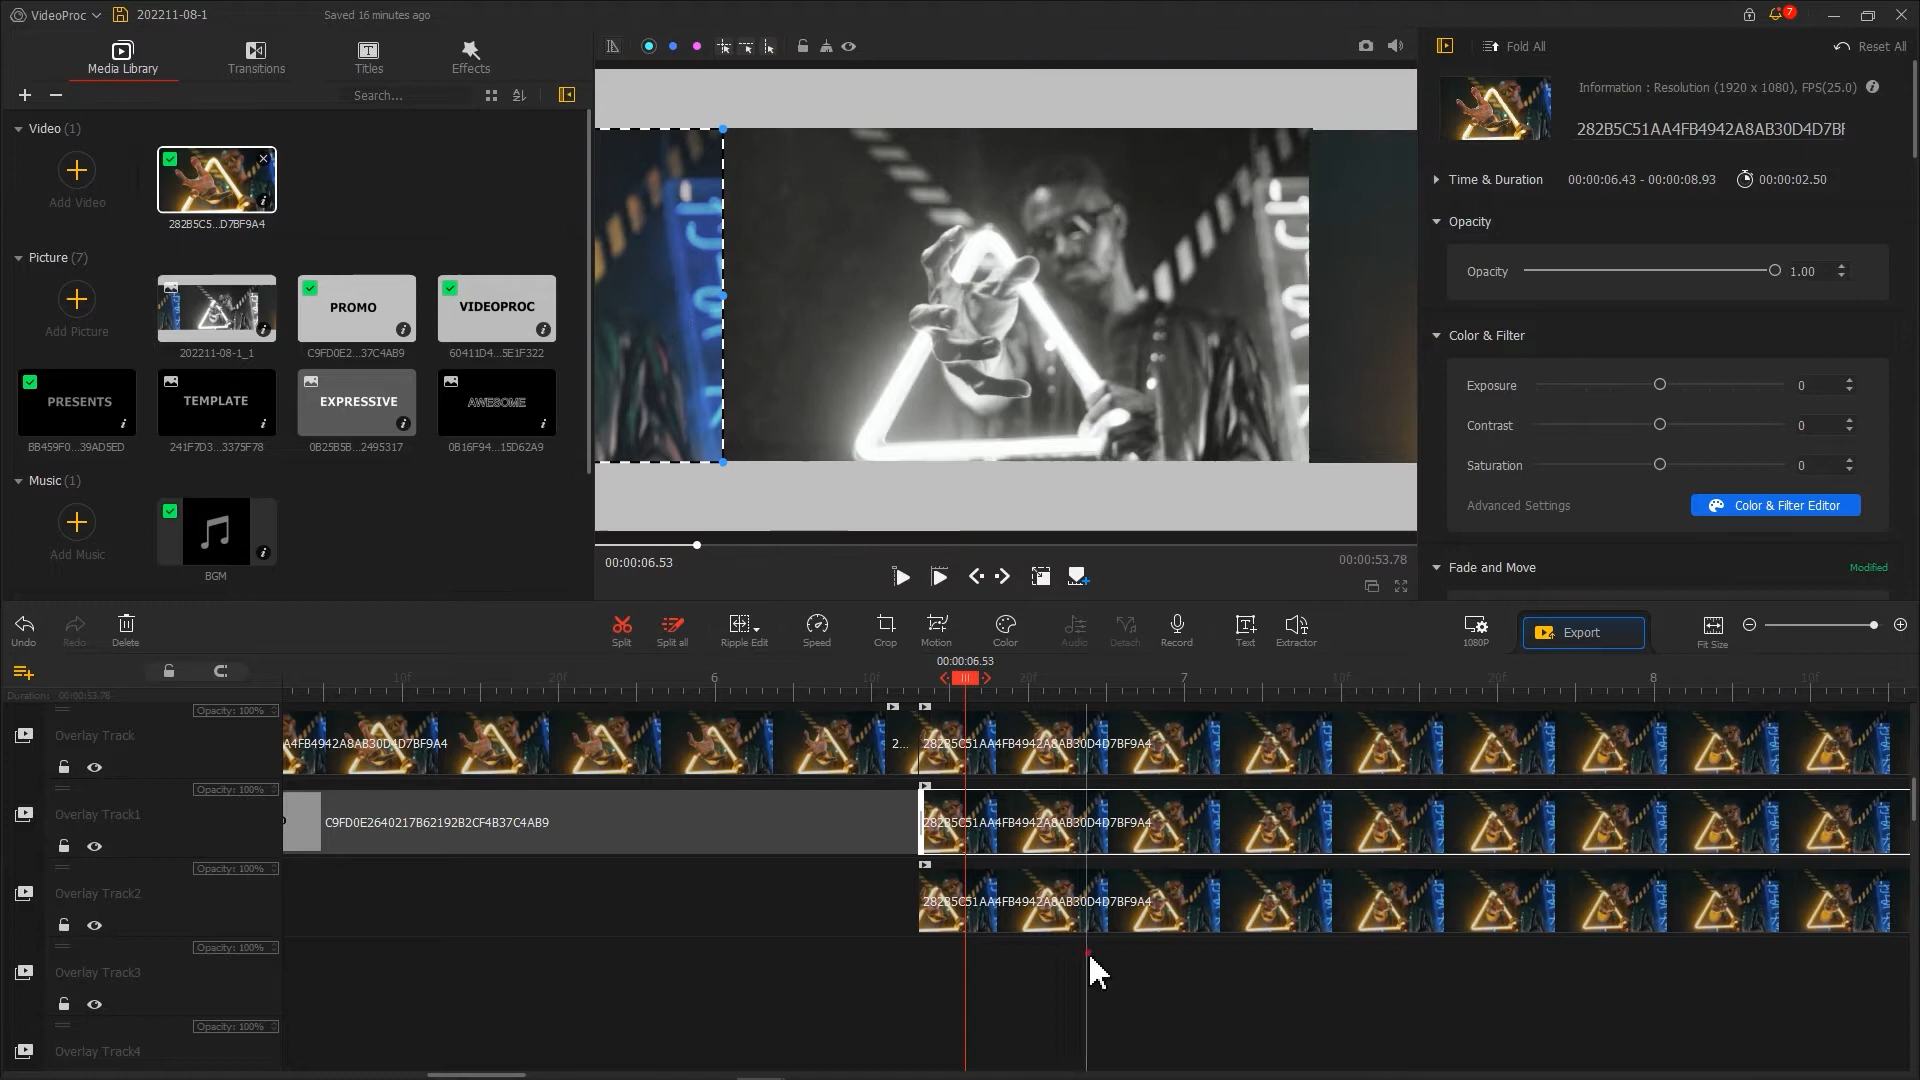 VideoProc
202211-08-1
Saved 16 minutes ago
7
Media Library
Transitions
Titles
Effects
Search...
Fold All
Reset All
Information : Resolution (1920 x 1080), FPS(25.0)
282B5C51AA4FB4942A8AB30D4D7BF
Video (1)
Add Video
282B5C5...D7BF9A4
Time & Duration
00:00:06.43 - 00:00:08.93
00:00:02.50
Opacity
Opacity
1.00
Picture (7)
Add Picture
202211-08-1_1
PROMO
C9FD0E2...37C4AB9
VIDEOPROC
60411D4...5E1F322
Color & Filter
Exposure
0
Contrast
0
Saturation
0
PRESENTS
BB459F0...39AD5ED
TEMPLATE
241F7D3...3375F78
EXPRESSIVE
0B25B5B...2495317
AWESOME
0B16F94...15D62A9
Advanced Settings
Color & Filter Editor
Music (1)
Add Music
BGM
00:00:06.53
00:00:53.78
Fade and Move
Modified
Undo
Redo
Delete
Split
Split all
Ripple Edit
Speed
Crop
Motion
Color
Audio
Detach
Record
Text
Extractor
1080P
Export
Fit Size
00:00:06.53
10f
20f
6
10f
20f
7
10f
20f
8
10f
Duration: 00:00:53.78
Opacity: 100%
Overlay Track
A4FB4942A8AB30D4D7BF9A4
2...
282B5C51AA4FB4942A8AB30D4D7BF9A4
Opacity: 100%
Overlay Track1
C9FD0E2640217B62192B2CF4B37C4AB9
282B5C51AA4FB4942A8AB30D4D7BF9A4
Opacity: 100%
Overlay Track2
282B5C51AA4FB4942A8AB30D4D7BF9A4
Opacity: 100%
Overlay Track3
Opacity: 100%
Overlay Track4